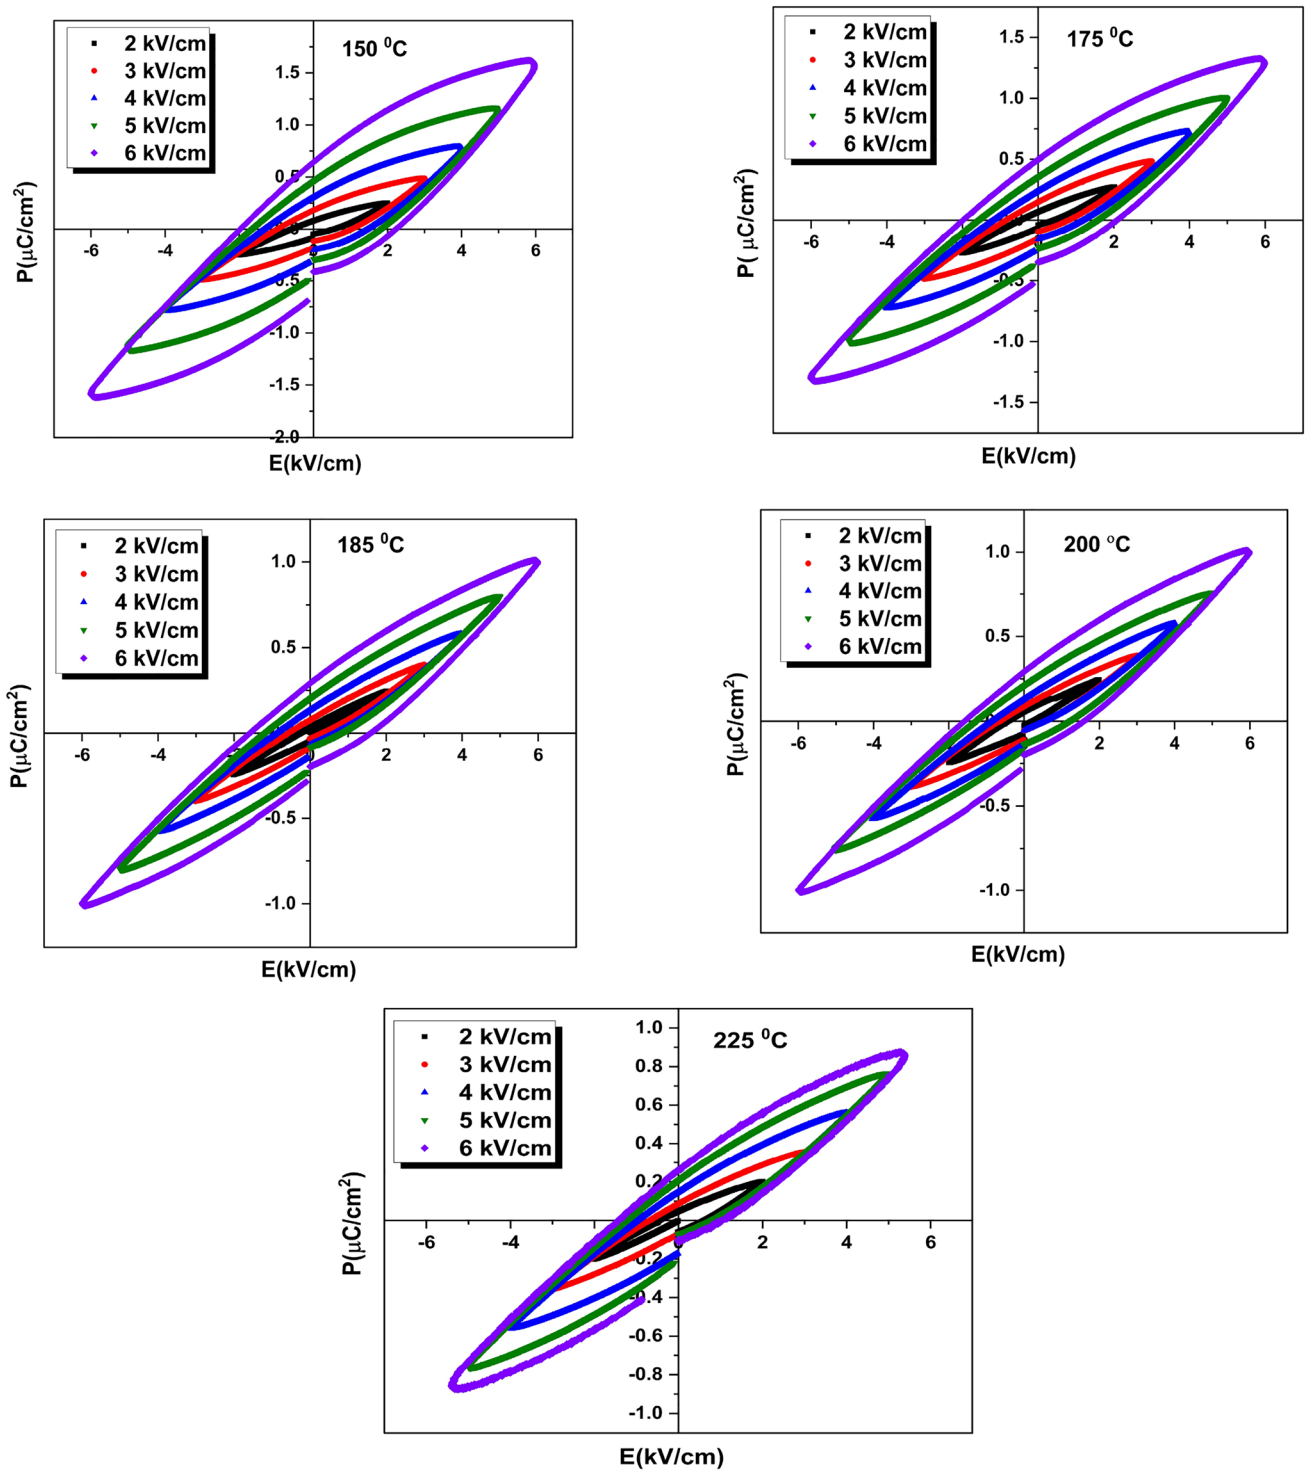 2 kV/cm
3 kV/cm
4 kV/cm
5 kV/cm
6 kV/cm
150 ⁰C
1.5
1.0
0.5
0
-6 -4 -2 2 4 6
0.5
-1.0
-1.5
-2.0
P(μC/cm²)
E(kV/cm)
2 kV/cm
3 kV/cm
4 kV/cm
5 kV/cm
6 kV/cm
175 ⁰C
1.5
1.0
0.5
-6 -4 0 2 4 6
-0.5
-1.0
-1.5
P( μC/cm²)
E(kV/cm)
2 kV/cm
3 kV/cm
4 kV/cm
5 kV/cm
6 kV/cm
185 ⁰C
1.0
0.5
-6 -4 -2 0 2 4 6
-0.5
-1.0
P(μC/cm²)
E(kV/cm)
2 kV/cm
3 kV/cm
4 kV/cm
5 kV/cm
6 kV/cm
200 °C
1.0
0.5
-6 -4 2 4 6
-0.5
-1.0
P(μC/cm²)
E(kV/cm)
2 kV/cm
3 kV/cm
4 kV/cm
5 kV/cm
6 kV/cm
225 ⁰C
1.0
0.8
0.6
0.4
0.2
-6 -4 -2 0 2 4 6
0.2
-0.4
-0.6
-0.8
-1.0
P(μC/cm²)
E(kV/cm)